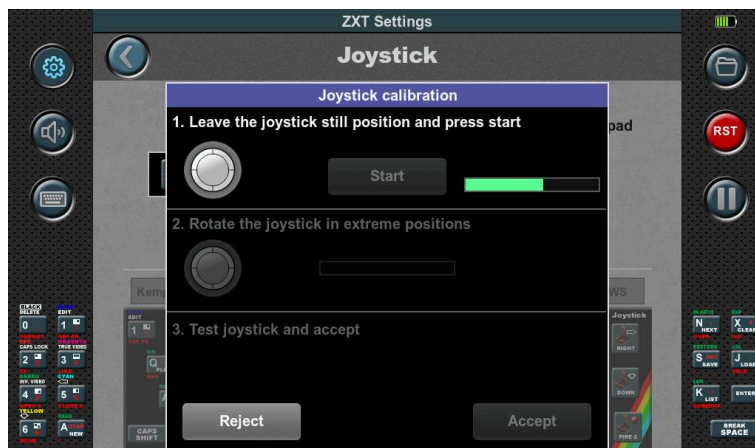 ZXT Settings
Joystick
Joystick calibration
1. Leave the joystick still position and press start
pad
RST
Start
2. Rotate the joystick in extreme positions
Kemp
WS
3. Test joystick and accept
Reject
Accept
BLACK
DELETE
EDIT
0
1
CAPS LOCK
TRUE VIDEO
2
3
GREEN
CYAN
INV. VIDEO
4
5
YELLOW
6
A
NEW
EDIT
1
Q
CAPS
SHIFT
Joystick
RIGHT
DOWN
FIRE 2
N
NEXT
X
CLEAR
RESTORE
S
SAVE
J
LOAD
K
LIST
ENTER
BREAK
SPACE